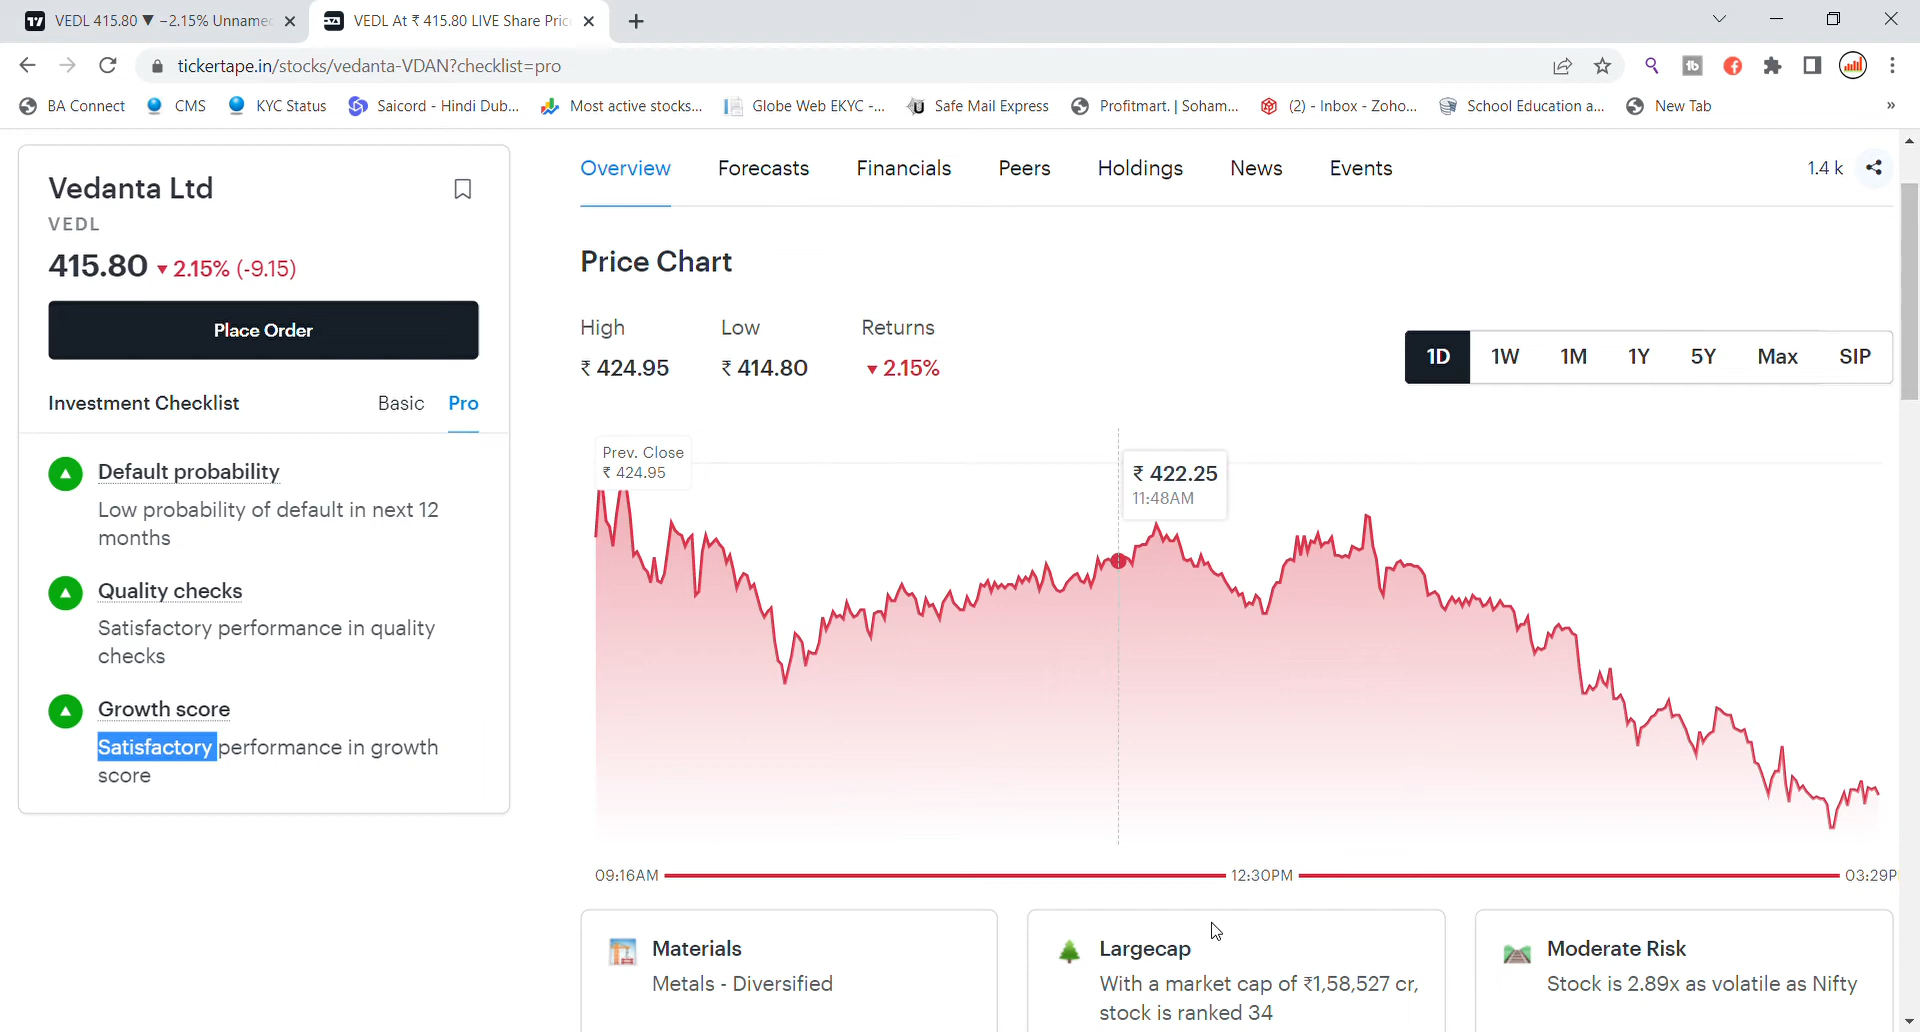 VEDL 415.80 ▼ −2.15% Unname
VEDL At ₹ 415.80 LIVE Share Pric
tickertape.in/stocks/vedanta-VDAN?checklist=pro
BA Connect
CMS
KYC Status
Saicord - Hindi Dub...
Most active stocks...
Globe Web EKYC -...
Safe Mail Express
Profitmart. | Soham...
(2) - Inbox - Zoho...
School Education a...
New Tab
»
Vedanta Ltd
VEDL
415.80 ▼ 2.15% (-9.15)
Place Order
Investment Checklist Basic Pro
Default probability
Low probability of default in next 12
months
Quality checks
Satisfactory performance in quality
checks
Growth score
Satisfactory performance in growth
score
Overview Forecasts Financials Peers Holdings News Events 1.4 k
Price Chart
High Low Returns
₹ 424.95 ₹ 414.80 ▼ 2.15%
1D 1W 1M 1Y 5Y Max SIP
Prev. Close
₹ 424.95
₹ 422.25
11:48AM
09:16AM 12:30PM 03:29P
Materials
Metals - Diversified
Largecap
With a market cap of ₹1,58,527 cr,
stock is ranked 34
Moderate Risk
Stock is 2.89x as volatile as Nifty